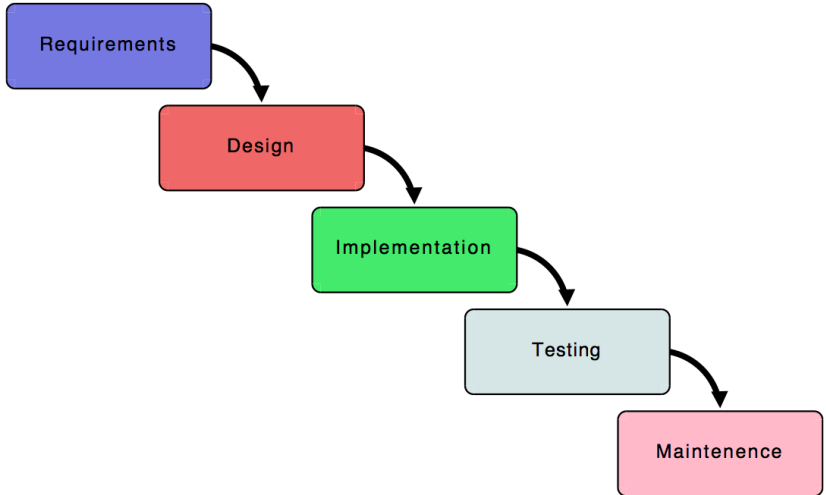 Requirements
Design
Implementation
Testing
Maintenence